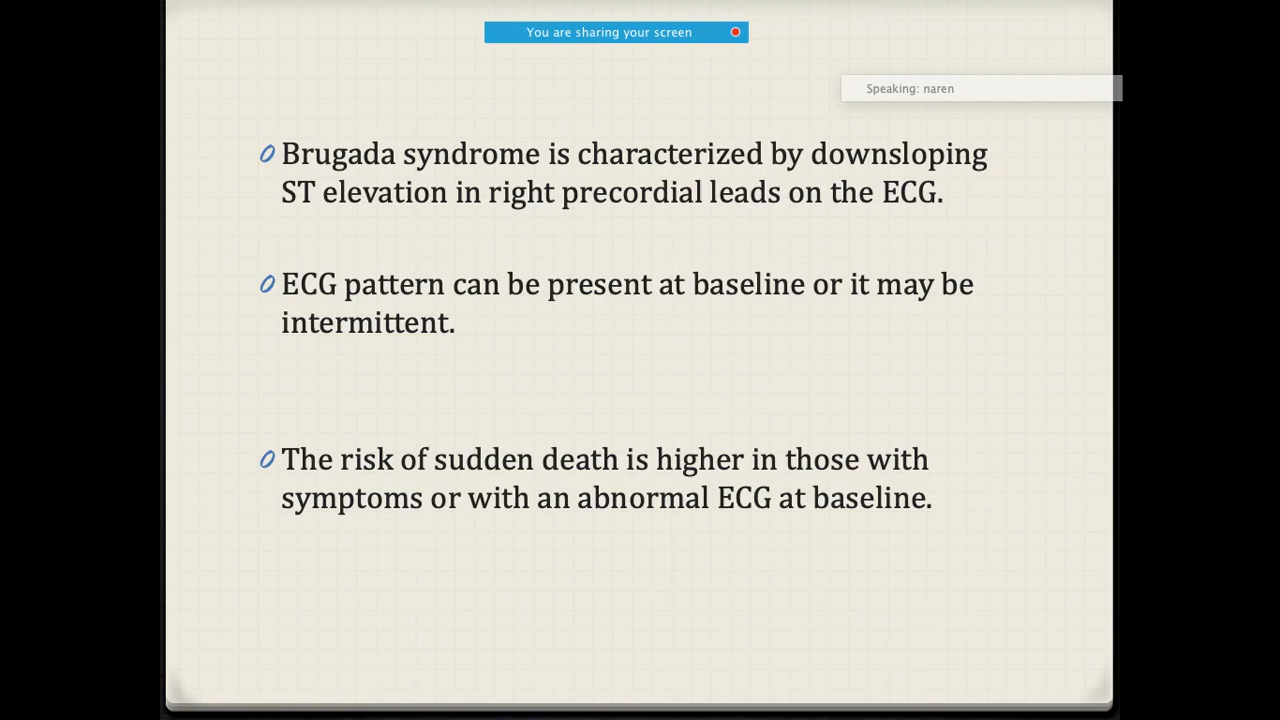 You are sharing your screen
Speaking: naren
Brugada syndrome is characterized by downsloping
ST elevation in right precordial leads on the ECG.
ECG pattern can be present at baseline or it may be
intermittent.
The risk of sudden death is higher in those with
symptoms or with an abnormal ECG at baseline.